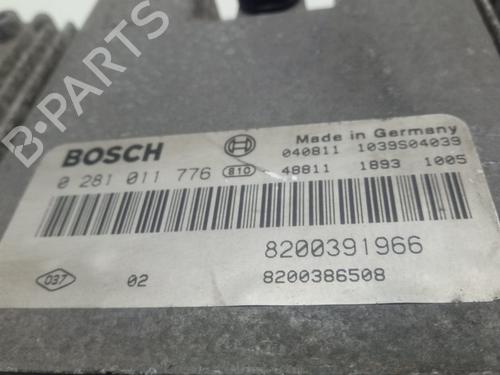 B-PARTS
BOSCH
Made in Germany
040811 1039S04039
0 281 011 776 810 48811 1893 1005
8200391966
037 02 8200386508